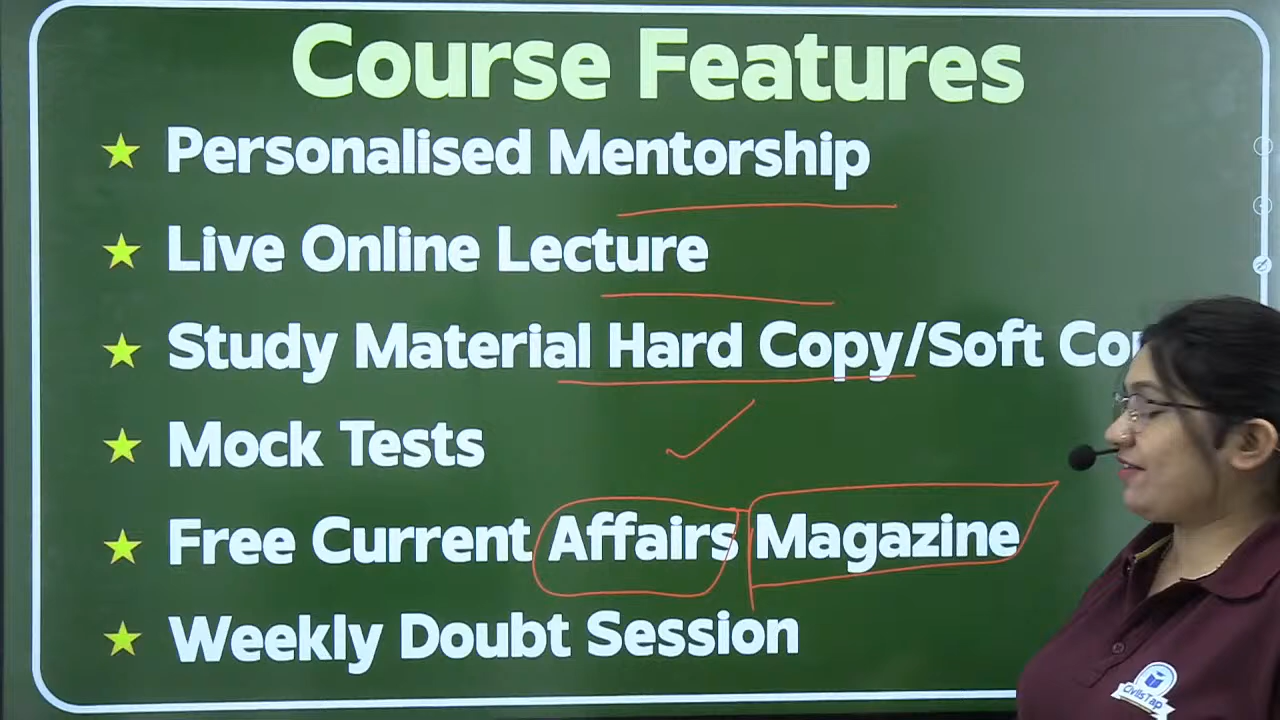 Course Features
Personalised Mentorship
Live Online Lecture
Study Material Hard Copy/Soft
Mock Tests
Free Current Affairs Magazine
Weekly Doubt Session
CivilsTap